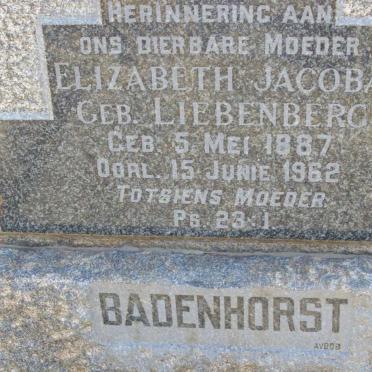 HERINNERING AAN
ONS DIERBARE MOEDER
ELIZABETH JACOBA
GEB. LIEBENBERG
GEB. 5 MEI 1887
OORL. 15 JUNIE 1962
TOTSIENS MOEDER
PS. 23-1
BADENHORST
AVBOB